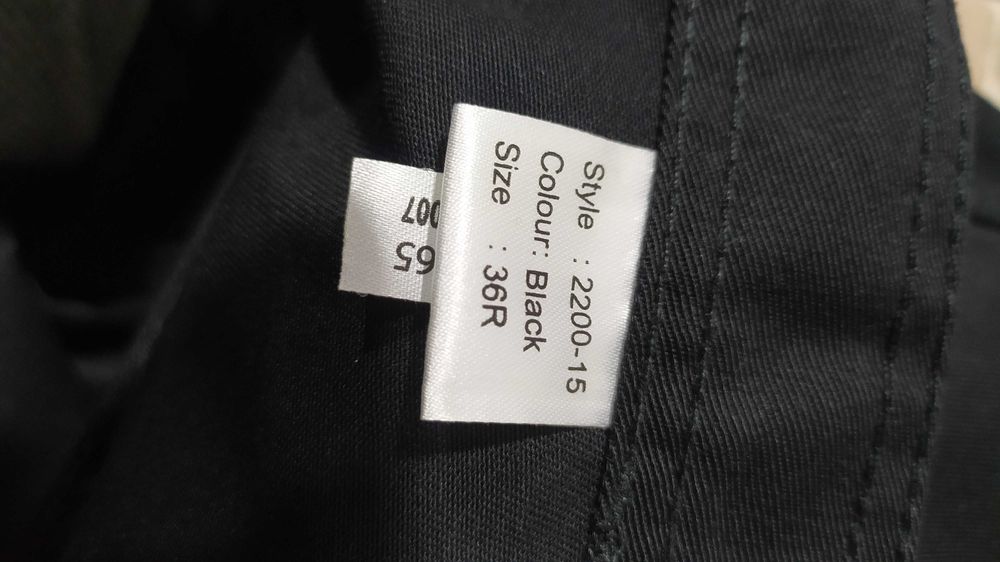 Style : 2200-15
Colour: Black
Size : 36R
007
65